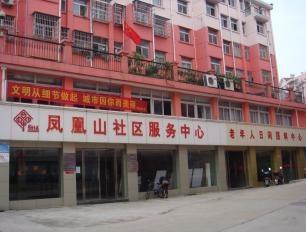 文明从细节做起 城市因你而美丽
凤凰山社区服务中心
老年人日间照料中心